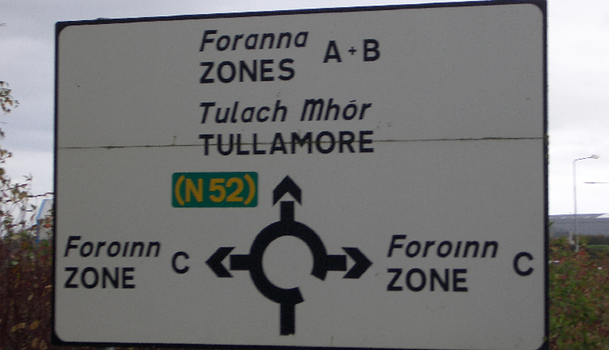 Foranna
ZONES A+B
Tulach Mhór
TULLAMORE
(N 52)
Foroinn
ZONE C
Foroinn
ZONE C